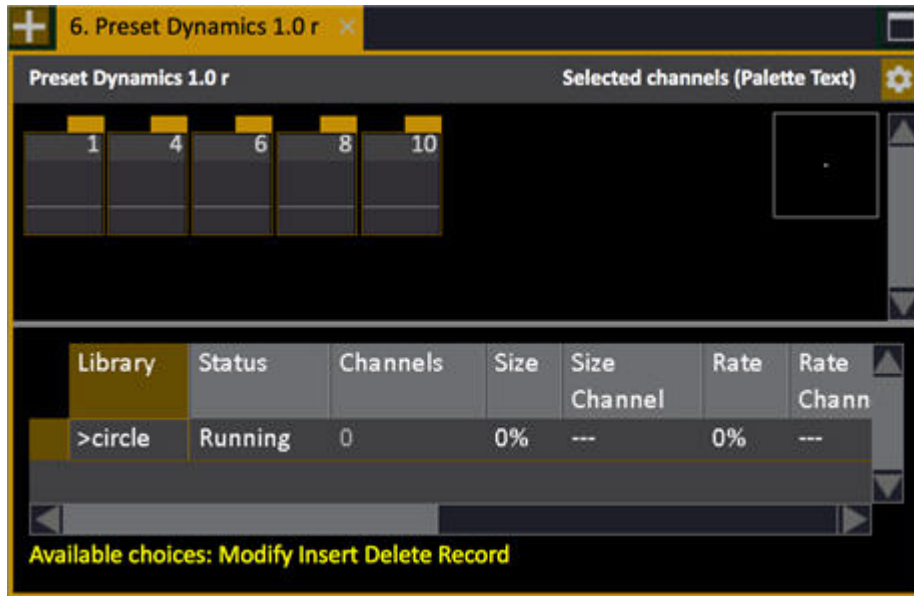 6. Preset Dynamics 1.0 r
Preset Dynamics 1.0 r Selected channels (Palette Text)
1 4 6 8 10
Library Status Channels Size Size Channel Rate Rate Chann
>circle Running 0 0% --- 0% ---
Available choices: Modify Insert Delete Record